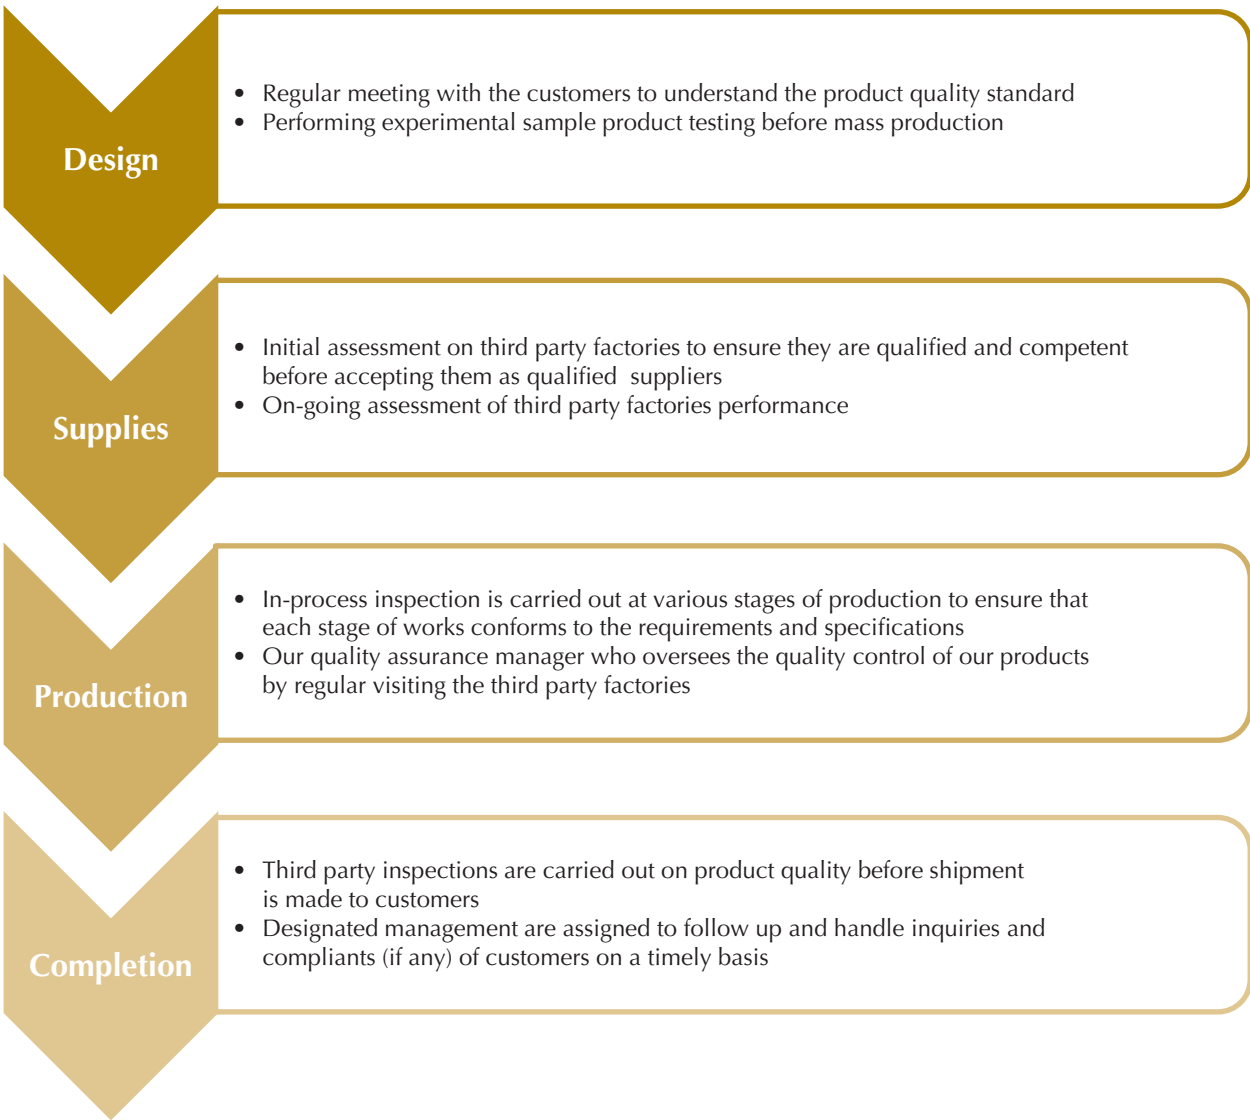 Design
• Regular meeting with the customers to understand the product quality standard
• Performing experimental sample product testing before mass production
Supplies
• Initial assessment on third party factories to ensure they are qualified and competent
before accepting them as qualified suppliers
• On-going assessment of third party factories performance
Production
• In-process inspection is carried out at various stages of production to ensure that
each stage of works conforms to the requirements and specifications
• Our quality assurance manager who oversees the quality control of our products
by regular visiting the third party factories
Completion
• Third party inspections are carried out on product quality before shipment
is made to customers
• Designated management are assigned to follow up and handle inquiries and
compliants (if any) of customers on a timely basis